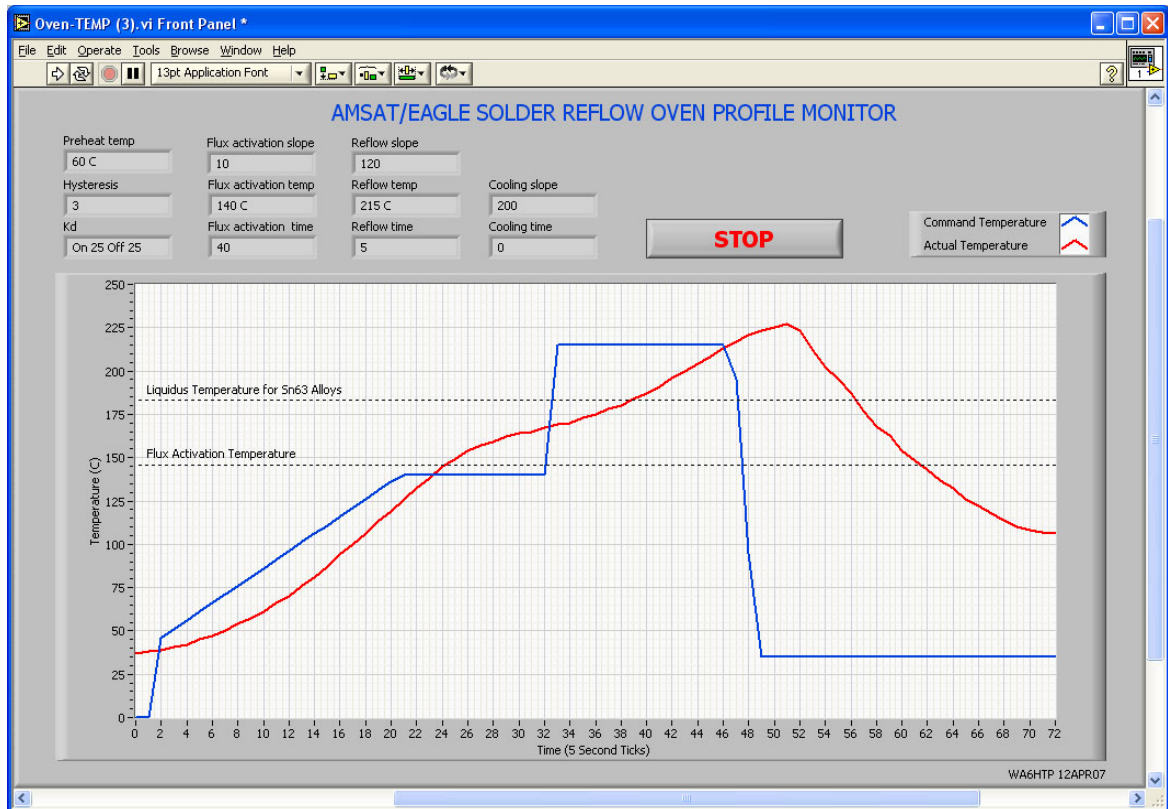 Oven-TEMP (3).vi Front Panel *
File Edit Operate Tools Browse Window Help
13pt Application Font
1
AMSAT/EAGLE SOLDER REFLOW OVEN PROFILE MONITOR
Preheat temp Flux activation slope Reflow slope
60 C 10 120
Hysteresis Flux activation temp Reflow temp Cooling slope
3 140 C 215 C 200
Kd Flux activation time Reflow time Cooling time
On 25 Off 25 40 5 0
STOP
Command Temperature
Actual Temperature
250
225
200
Liquidus Temperature for Sn63 Alloys
175
150
Flux Activation Temperature
125
100
75
50
25
0
Temperature (C)
0 2 4 6 8 10 12 14 16 18 20 22 24 26 28 30 32 34 36 38 40 42 44 46 48 50 52 54 56 58 60 62 64 66 68 70 72
Time (5 Second Ticks)
WA6HTP 12APR07